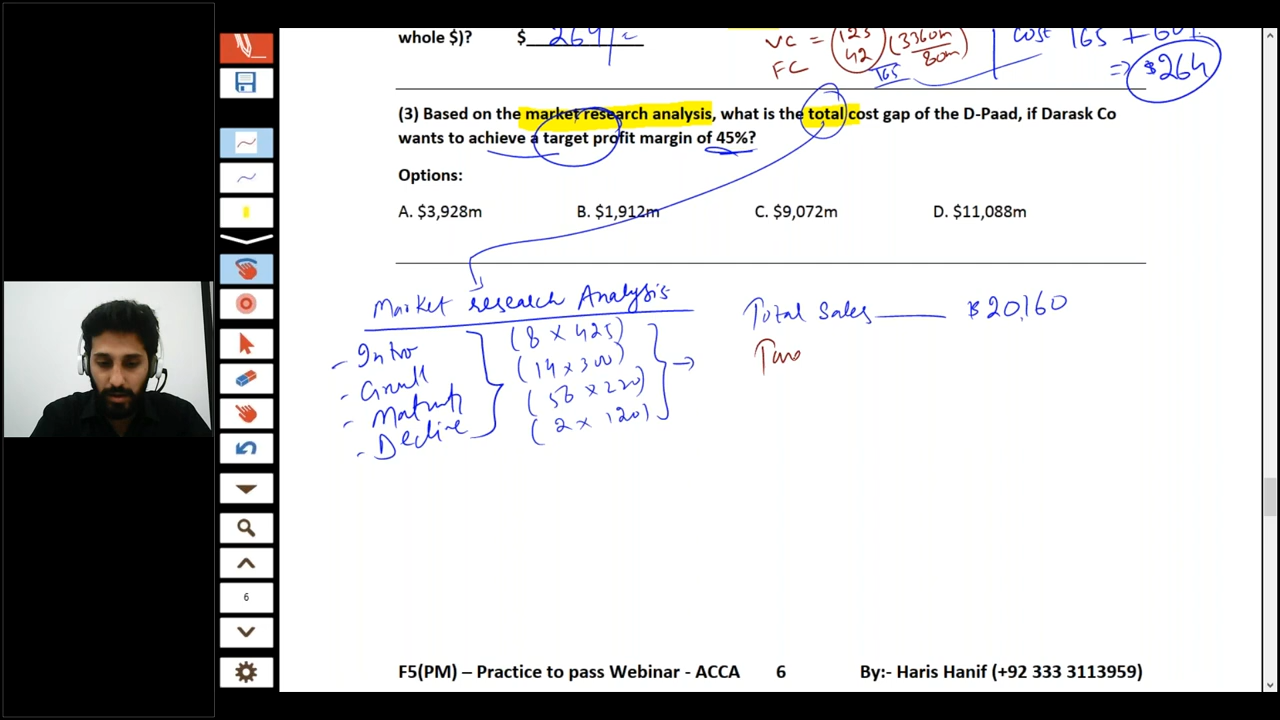 whole $)? $ 264/=
VC = 125 (3360m
42 80m)
FC 165
cost 165 + 60%
=> $264
(3) Based on the market research analysis, what is the total cost gap of the D-Paad, if Darask Co
wants to achieve a target profit margin of 45%?
Options:
A. $3,928m B. $1,912m C. $9,072m D. $11,088m
Market research Analysis
- Intro (8 x 425)
- Growth (14 x 300)
- Maturity (56 x 220)
- Decline (2 x 120)
Total Sales $20,160
6
F5(PM) – Practice to pass Webinar - ACCA 6 By:- Haris Hanif (+92 333 3113959)